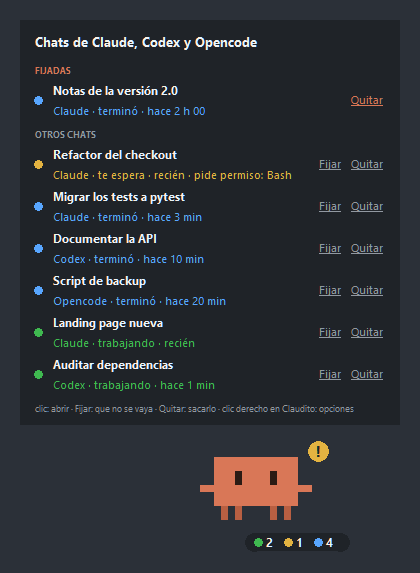 Chats de Claude, Codex y Opencode
FIJADAS
Notas de la versión 2.0
Claude · terminó · hace 2 h 00
Quitar
OTROS CHATS
Refactor del checkout
Claude · te espera · recién · pide permiso: Bash
Fijar Quitar
Migrar los tests a pytest
Claude · terminó · hace 3 min
Fijar Quitar
Documentar la API
Codex · terminó · hace 10 min
Fijar Quitar
Script de backup
Opencode · terminó · hace 20 min
Fijar Quitar
Landing page nueva
Claude · trabajando · recién
Fijar Quitar
Auditar dependencias
Codex · trabajando · hace 1 min
Fijar Quitar
clic: abrir · Fijar: que no se vaya · Quitar: sacarlo · clic derecho en Claudito: opciones
!
2 1 4